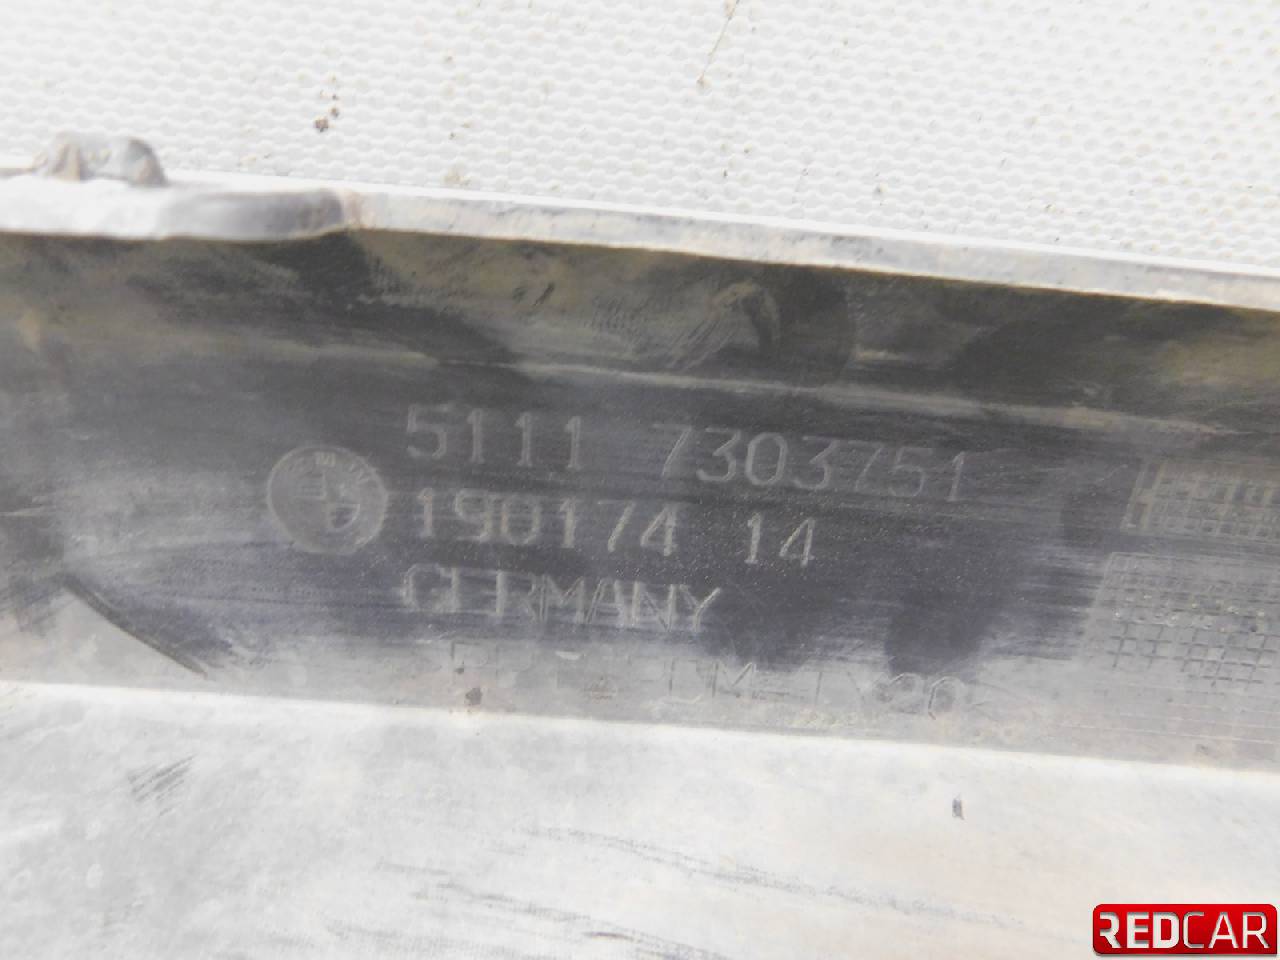 5111 7303751
190174 14
GERMANY
REDCAR